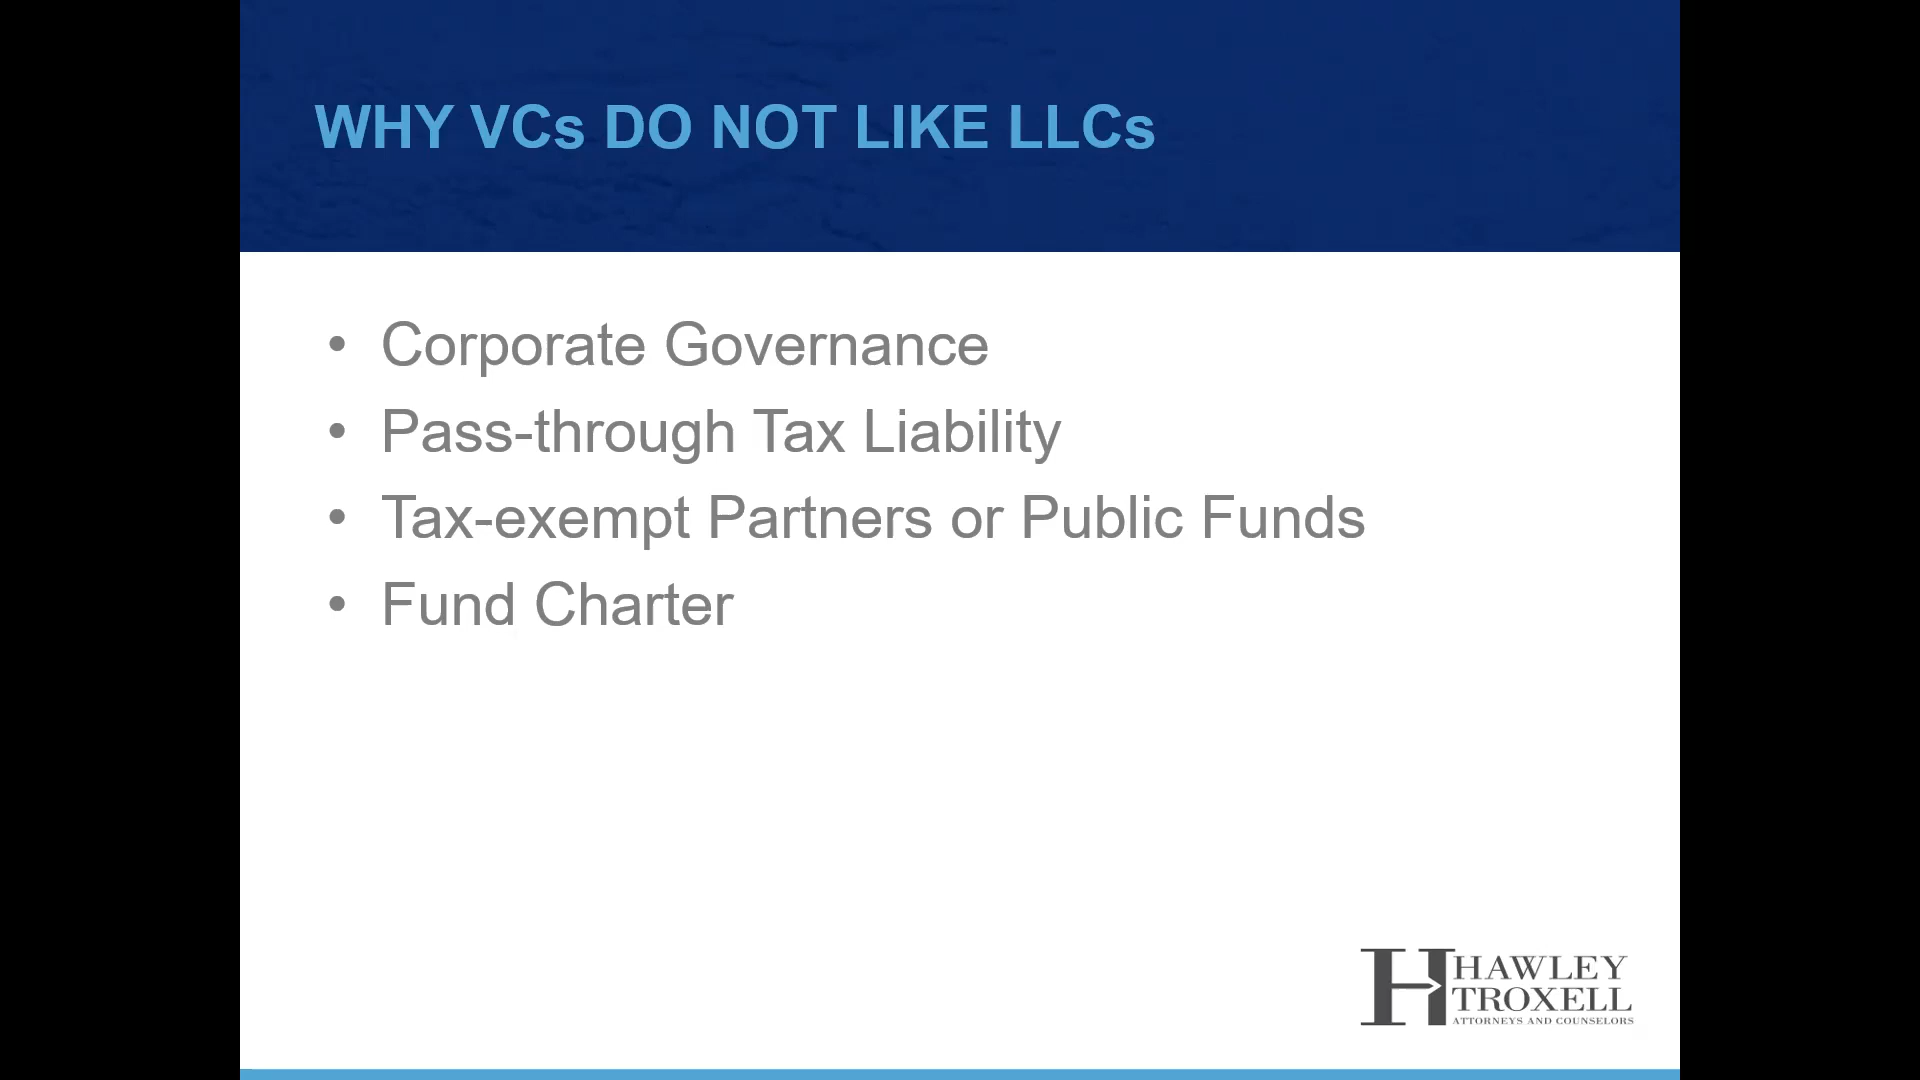 WHY VCs DO NOT LIKE LLCs
• Corporate Governance
• Pass-through Tax Liability
• Tax-exempt Partners or Public Funds
• Fund Charter
HAWLEY
TROXELL
ATTORNEYS AND COUNSELORS